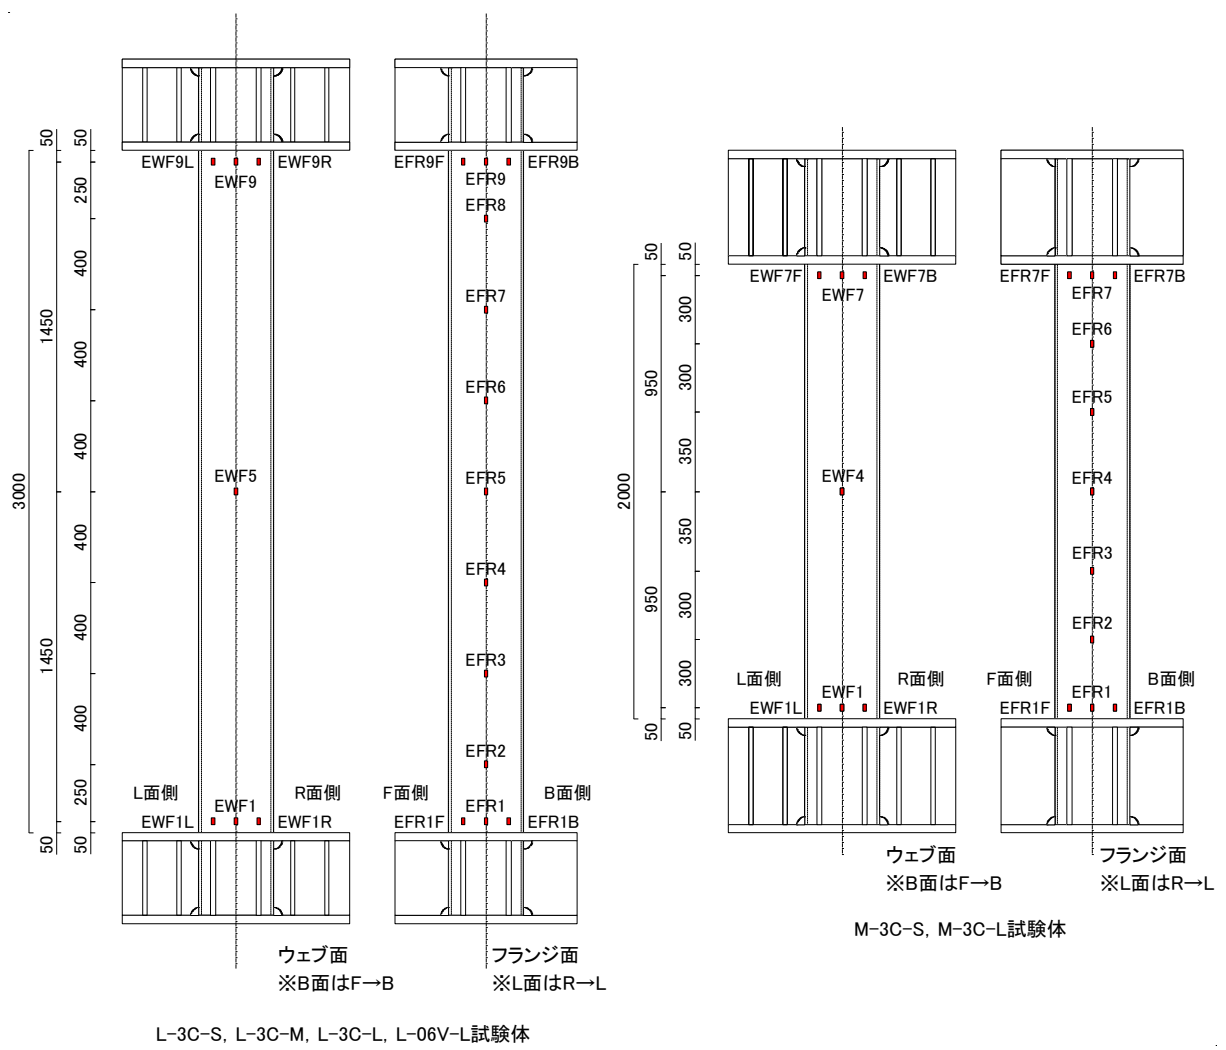 50
50
EWF9L
EWF9R
EWF9
EFR9F
EFR9B
EFR9
250
EFR8
400
EFR7
1450
400
EFR6
400
3000
EWF5
EFR5
400
EFR4
400
1450
EFR3
400
EFR2
250
L面側
R面側
F面側
B面側
EWF1
EFR1
EWF1L
EWF1R
EFR1F
EFR1B
50
50
ウェブ面
※B面はF→B
フランジ面
※L面はR→L
L-3C-S, L-3C-M, L-3C-L, L-06V-L試験体
50
50
EWF7F
EWF7B
EWF7
EFR7F
EFR7B
EFR7
300
EFR6
950
300
EFR5
350
2000
EWF4
EFR4
350
EFR3
950
300
EFR2
300
L面側
R面側
F面側
B面側
EWF1
EFR1
EWF1L
EWF1R
EFR1F
EFR1B
50
50
ウェブ面
※B面はF→B
フランジ面
※L面はR→L
M-3C-S, M-3C-L試験体